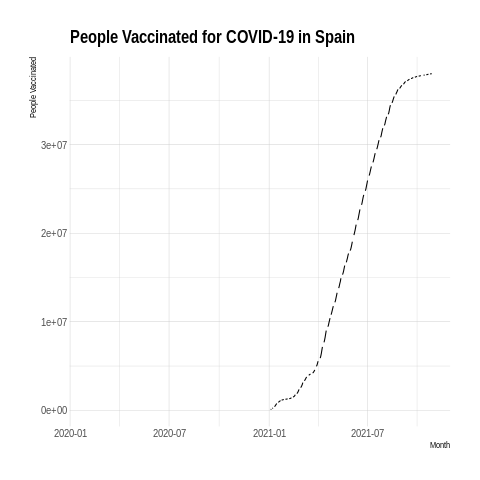 People Vaccinated for COVID-19 in Spain
People Vaccinated
3e+07
2e+07
1e+07
0e+00
2020-01 2020-07 2021-01 2021-07
Month